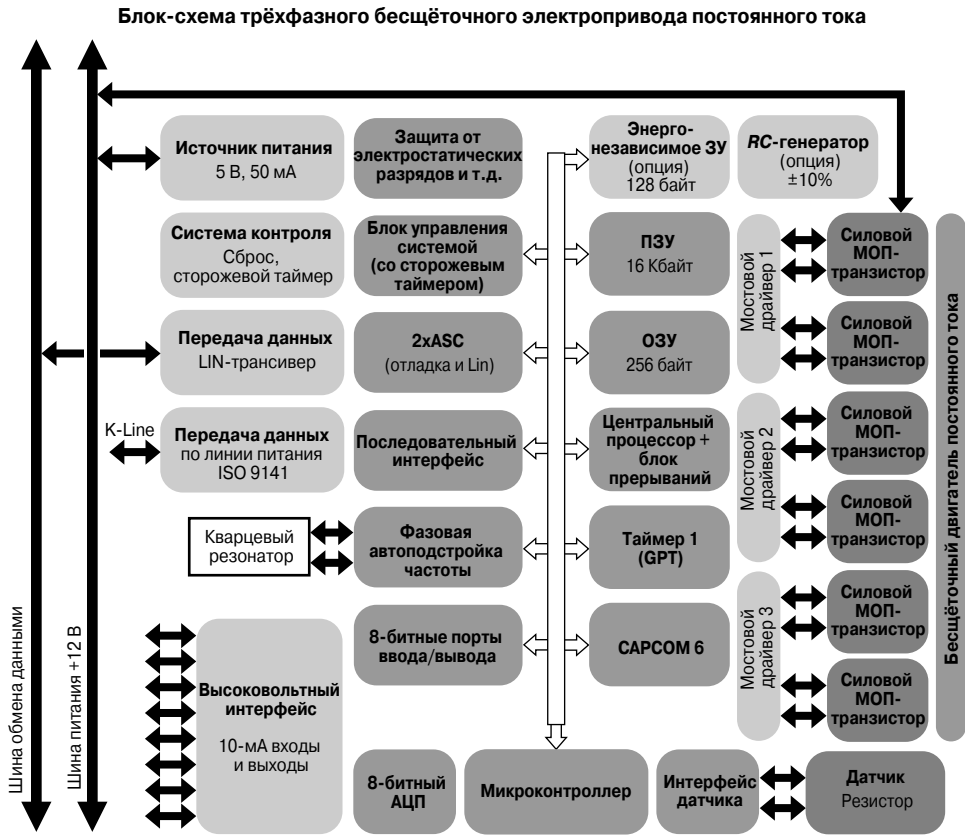 Блок-схема трёхфазного бесщёточного электропривода постоянного тока
Источник питания
5 В, 50 мА
Защита от
электростатических
разрядов и т.д.
Энерго-
независимое ЗУ
(опция)
128 байт
RC-генератор
(опция)
±10%
Система контроля
Сброс,
сторожевой таймер
Блок управления
системой
(со сторожевым
таймером)
ПЗУ
16 Кбайт
Мостовой
драйвер 1
Силовой
МОП-
транзистор
Передача данных
LIN-трансивер
2xASC
(отладка и Lin)
ОЗУ
256 байт
Силовой
МОП-
транзистор
K-Line
Передача данных
по линии питания
ISO 9141
Последовательный
интерфейс
Центральный
процессор +
блок
прерываний
Мостовой
драйвер 2
Силовой
МОП-
транзистор
Кварцевый
резонатор
Фазовая
автоподстройка
частоты
Таймер 1
(GPT)
Силовой
МОП-
транзистор
8-битные порты
ввода/вывода
CAPCOM 6
Мостовой
драйвер 3
Силовой
МОП-
транзистор
Силовой
МОП-
транзистор
Бесщёточный двигатель постоянного тока
Шина обмена данными
Шина питания +12 В
Высоковольтный
интерфейс
10-мА входы
и выходы
8-битный
АЦП
Микроконтроллер
Интерфейс
датчика
Датчик
Резистор